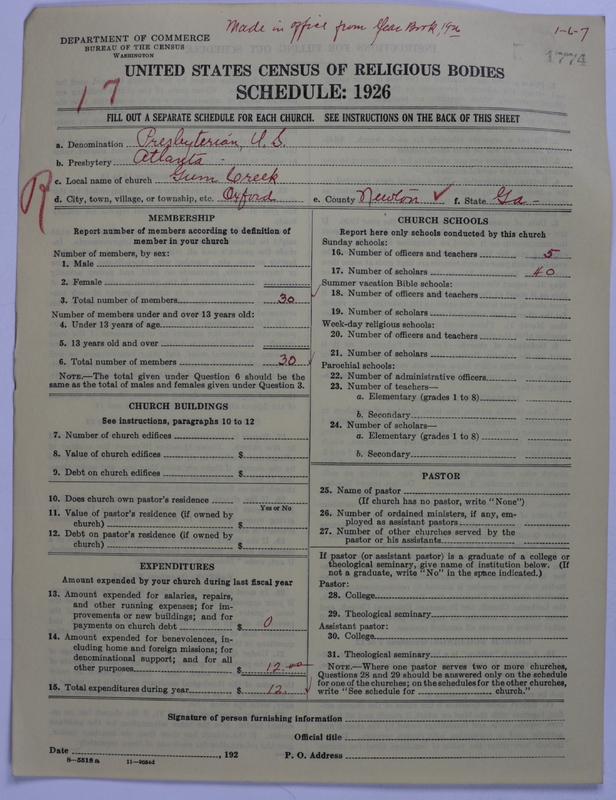 Made in office from Year Book, 1926
1-6-7
DEPARTMENT OF COMMERCE
BUREAU OF THE CENSUS
WASHINGTON
1774
UNITED STATES CENSUS OF RELIGIOUS BODIES
SCHEDULE: 1926
17
FILL OUT A SEPARATE SCHEDULE FOR EACH CHURCH. SEE INSTRUCTIONS ON THE BACK OF THIS SHEET
a. Denomination Presbyterian, U.S.
b. Presbytery Atlanta -
c. Local name of church Gum Creek
d. City, town, village, or township, etc. Oxford e. County Newton ✓ f. State Ga -
R
MEMBERSHIP
Report number of members according to definition of
member in your church
Number of members, by sex:
1. Male
2. Female
3. Total number of members 30
Number of members under and over 13 years old:
4. Under 13 years of age
5. 13 years old and over
6. Total number of members 30
NOTE.—The total given under Question 6 should be the
same as the total of males and females given under Question 3.
CHURCH BUILDINGS
See instructions, paragraphs 10 to 12
7. Number of church edifices
8. Value of church edifices $
9. Debt on church edifices $
10. Does church own pastor's residence
Yes or No
11. Value of pastor's residence (if owned by
church) $
12. Debt on pastor's residence (if owned by
church) $
EXPENDITURES
Amount expended by your church during last fiscal year
13. Amount expended for salaries, repairs,
and other running expenses; for im-
provements or new buildings; and for
payments on church debt $ 0
14. Amount expended for benevolences, in-
cluding home and foreign missions; for
denominational support; and for all
other purposes $ 12.00
15. Total expenditures during year $ 12.
CHURCH SCHOOLS
Report here only schools conducted by this church
Sunday schools:
16. Number of officers and teachers 5
17. Number of scholars 40
Summer vacation Bible schools:
18. Number of officers and teachers
19. Number of scholars
Week-day religious schools:
20. Number of officers and teachers
21. Number of scholars
Parochial schools:
22. Number of administrative officers
23. Number of teachers—
a. Elementary (grades 1 to 8)
b. Secondary
24. Number of scholars—
a. Elementary (grades 1 to 8)
b. Secondary
PASTOR
25. Name of pastor
(If church has no pastor, write "None")
26. Number of ordained ministers, if any, em-
ployed as assistant pastors
27. Number of other churches served by the
pastor or his assistants
If pastor (or assistant pastor) is a graduate of a college or
theological seminary, give name of institution below. (If
not a graduate, write "No" in the space indicated.)
Pastor:
28. College
29. Theological seminary
Assistant pastor:
30. College
31. Theological seminary
NOTE.—Where one pastor serves two or more churches,
Questions 28 and 29 should be answered only on the schedule
for one of the churches; on the schedules for the other churches,
write "See schedule for ________ church."
Signature of person furnishing information
Official title
Date , 192 P. O. Address
8-5518 a